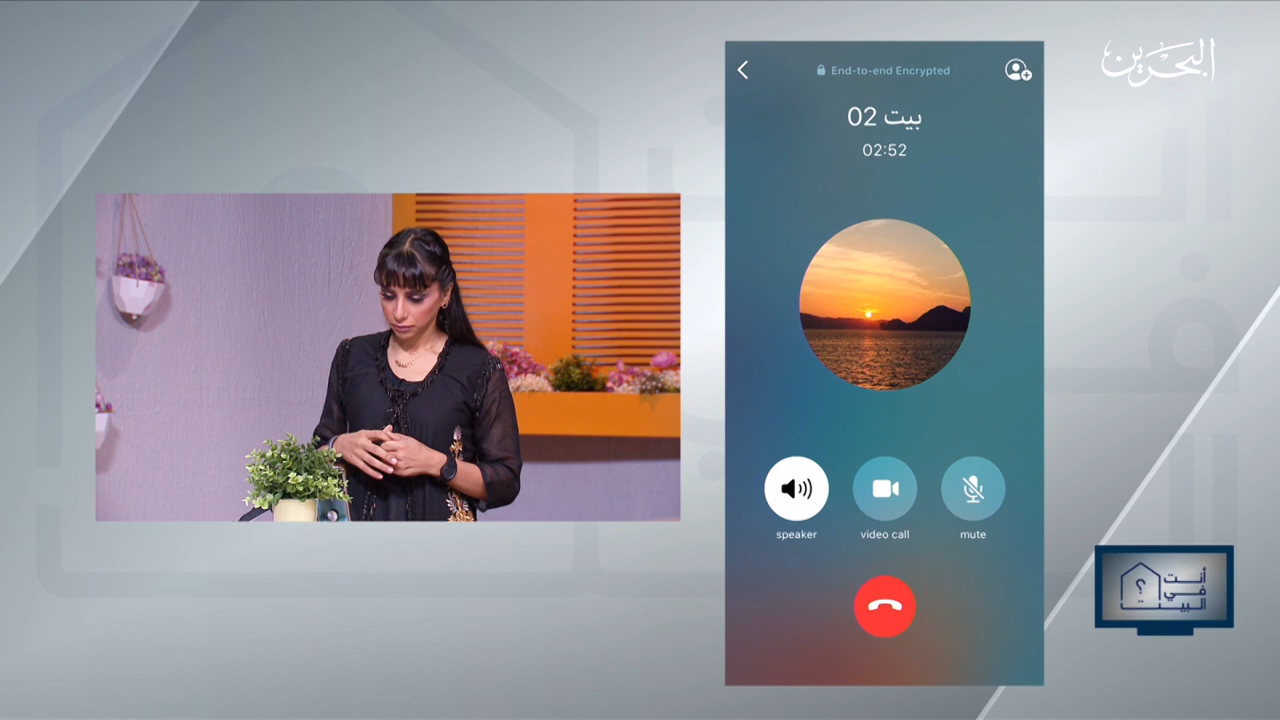 البحرين
End-to-end Encrypted
بيت 02
02:52
speaker
video call
mute
أنت
في
البيت
؟